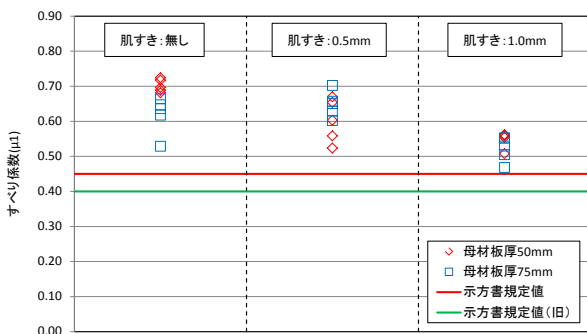 0.90
0.80
0.70
0.60
0.50
0.40
0.30
0.20
0.10
0.00
すべり係数(μ1)
肌すき：無し
肌すき：0.5mm
肌すき：1.0mm
母材板厚50mm
母材板厚75mm
示方書規定値
示方書規定値（旧）